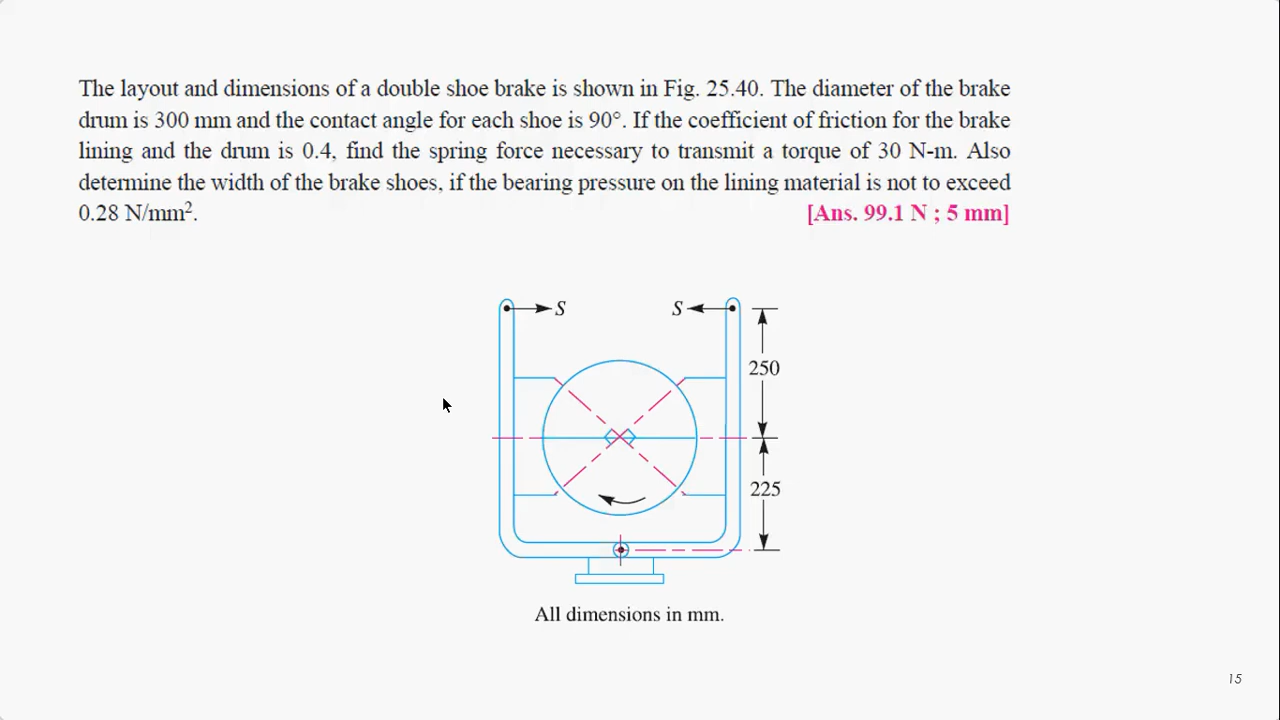 The layout and dimensions of a double shoe brake is shown in Fig. 25.40. The diameter of the brake
drum is 300 mm and the contact angle for each shoe is 90°. If the coefficient of friction for the brake
lining and the drum is 0.4, find the spring force necessary to transmit a torque of 30 N-m. Also
determine the width of the brake shoes, if the bearing pressure on the lining material is not to exceed
0.28 N/mm². [Ans. 99.1 N ; 5 mm]
S S
250
225
All dimensions in mm.
15